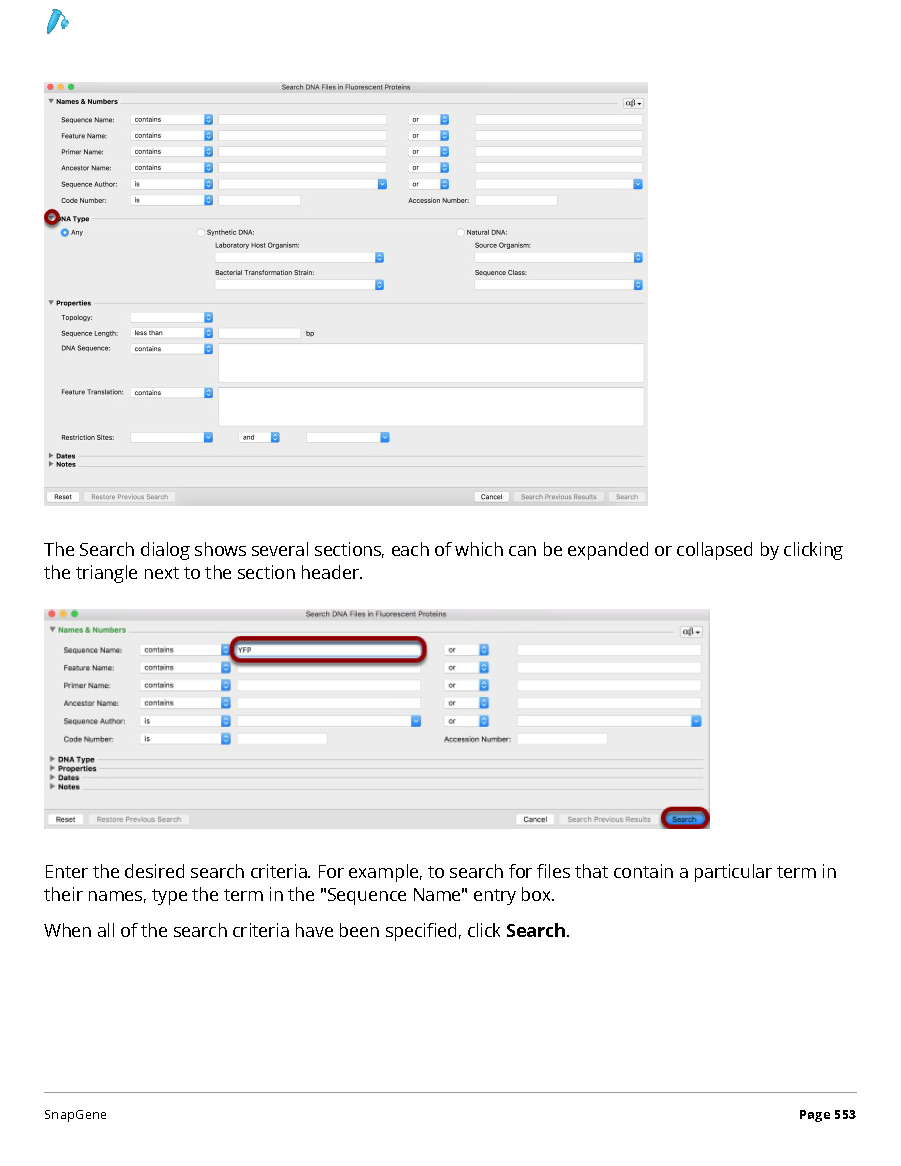 Search DNA Files in Fluorescent Proteins
Names & Numbers αβ
Sequence Name: contains or
Feature Name: contains or
Primer Name: contains or
Ancestor Name: contains or
Sequence Author: is or
Code Number: is Accession Number:
DNA Type
Any Synthetic DNA: Natural DNA:
Laboratory Host Organism: Source Organism:
Bacterial Transformation Strain: Sequence Class:
Properties
Topology:
Sequence Length: less than bp
DNA Sequence: contains
Feature Translation: contains
Restriction Sites: and
Dates
Notes
Reset Restore Previous Search Cancel Search Previous Results Search
The Search dialog shows several sections, each of which can be expanded or collapsed by clicking
the triangle next to the section header.
Search DNA Files in Fluorescent Proteins
Names & Numbers αβ
Sequence Name: contains YFP or
Feature Name: contains or
Primer Name: contains or
Ancestor Name: contains or
Sequence Author: is or
Code Number: is Accession Number:
DNA Type
Properties
Dates
Notes
Reset Restore Previous Search Cancel Search Previous Results Search
Enter the desired search criteria. For example, to search for files that contain a particular term in
their names, type the term in the "Sequence Name" entry box.
When all of the search criteria have been specified, click Search.
SnapGene Page 553